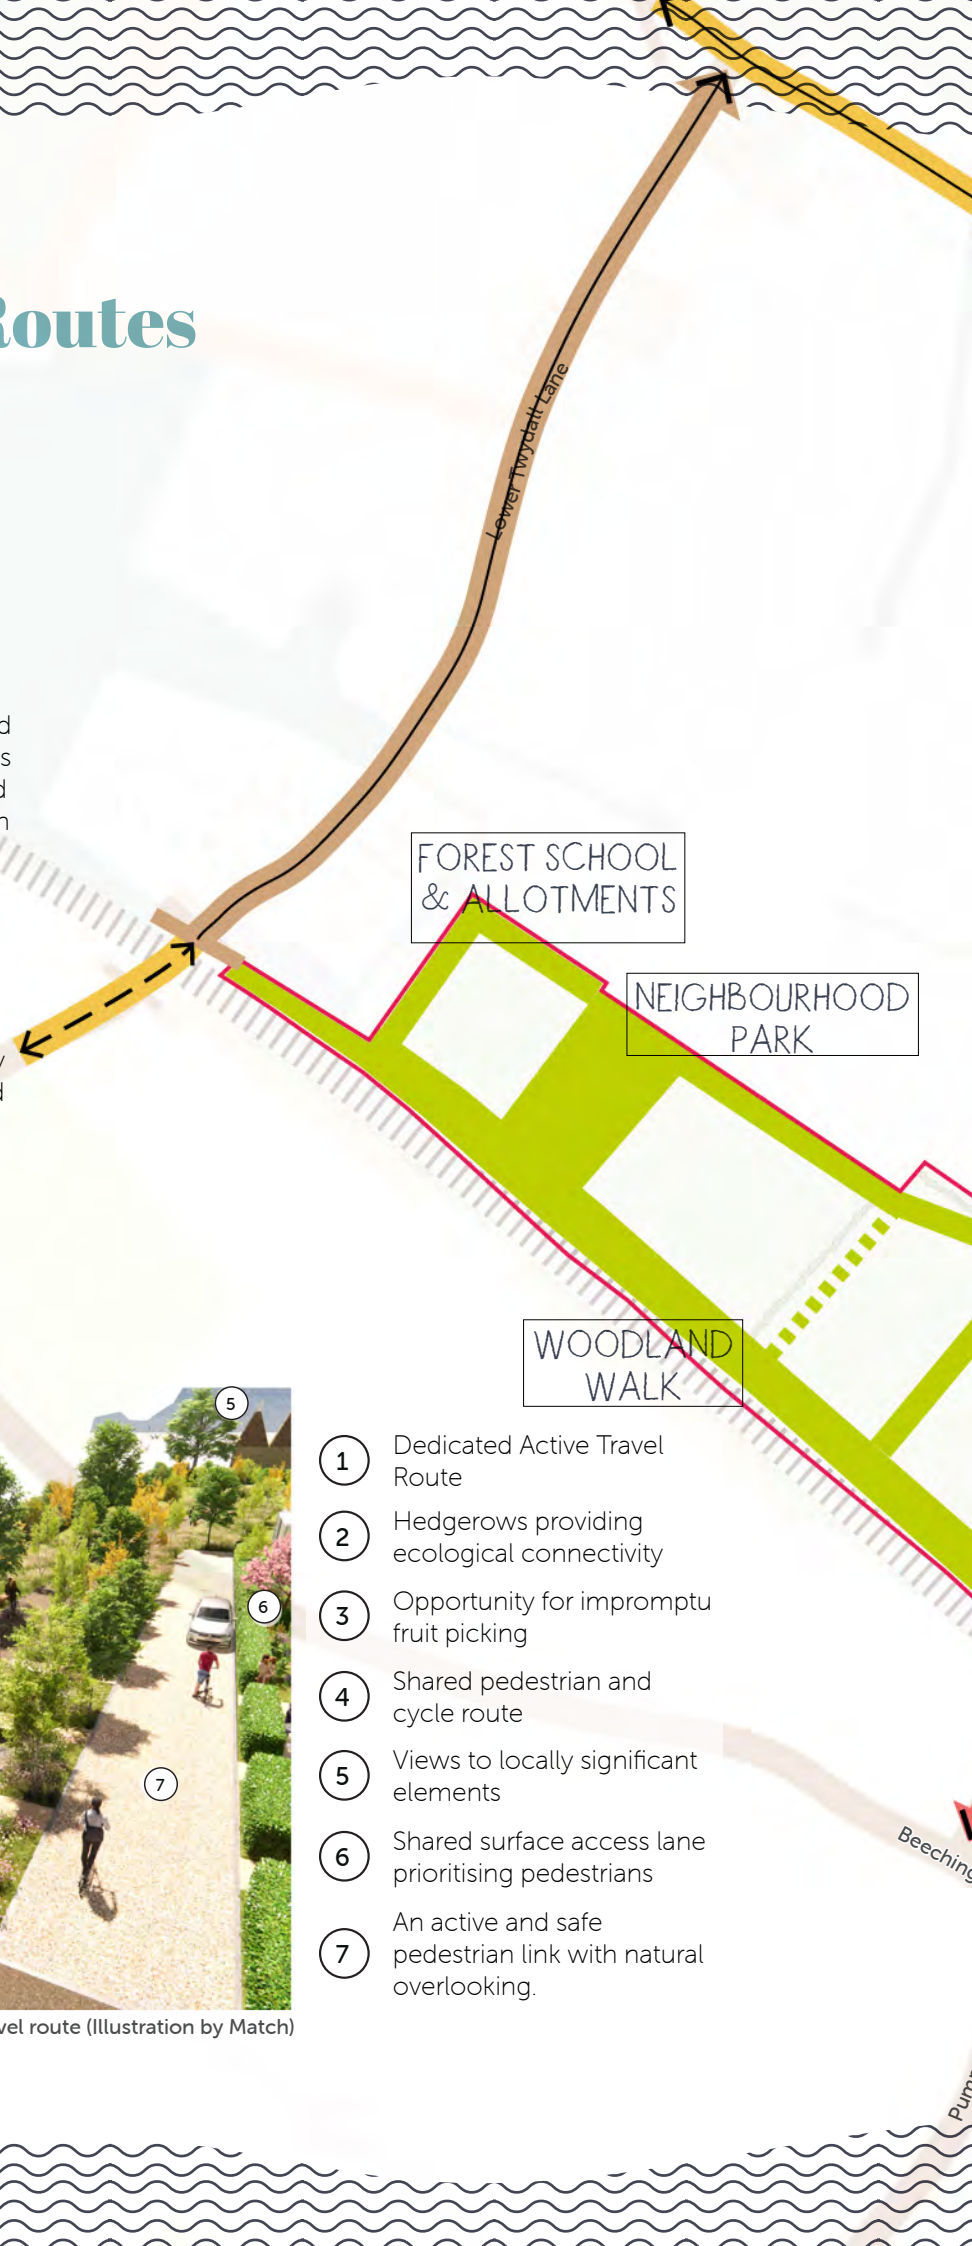 Routes
Lower Twydall Lane
d
s
d
n
FOREST SCHOOL
& ALLOTMENTS
NEIGHBOURHOOD
PARK
y
d
WOODLAND
WALK
5
6
7
1 Dedicated Active Travel
Route
2 Hedgerows providing
ecological connectivity
3 Opportunity for impromptu
fruit picking
4 Shared pedestrian and
cycle route
5 Views to locally significant
elements
6 Shared surface access lane
prioritising pedestrians
7 An active and safe
pedestrian link with natural
overlooking.
Beeching
vel route (Illustration by Match)
Pum